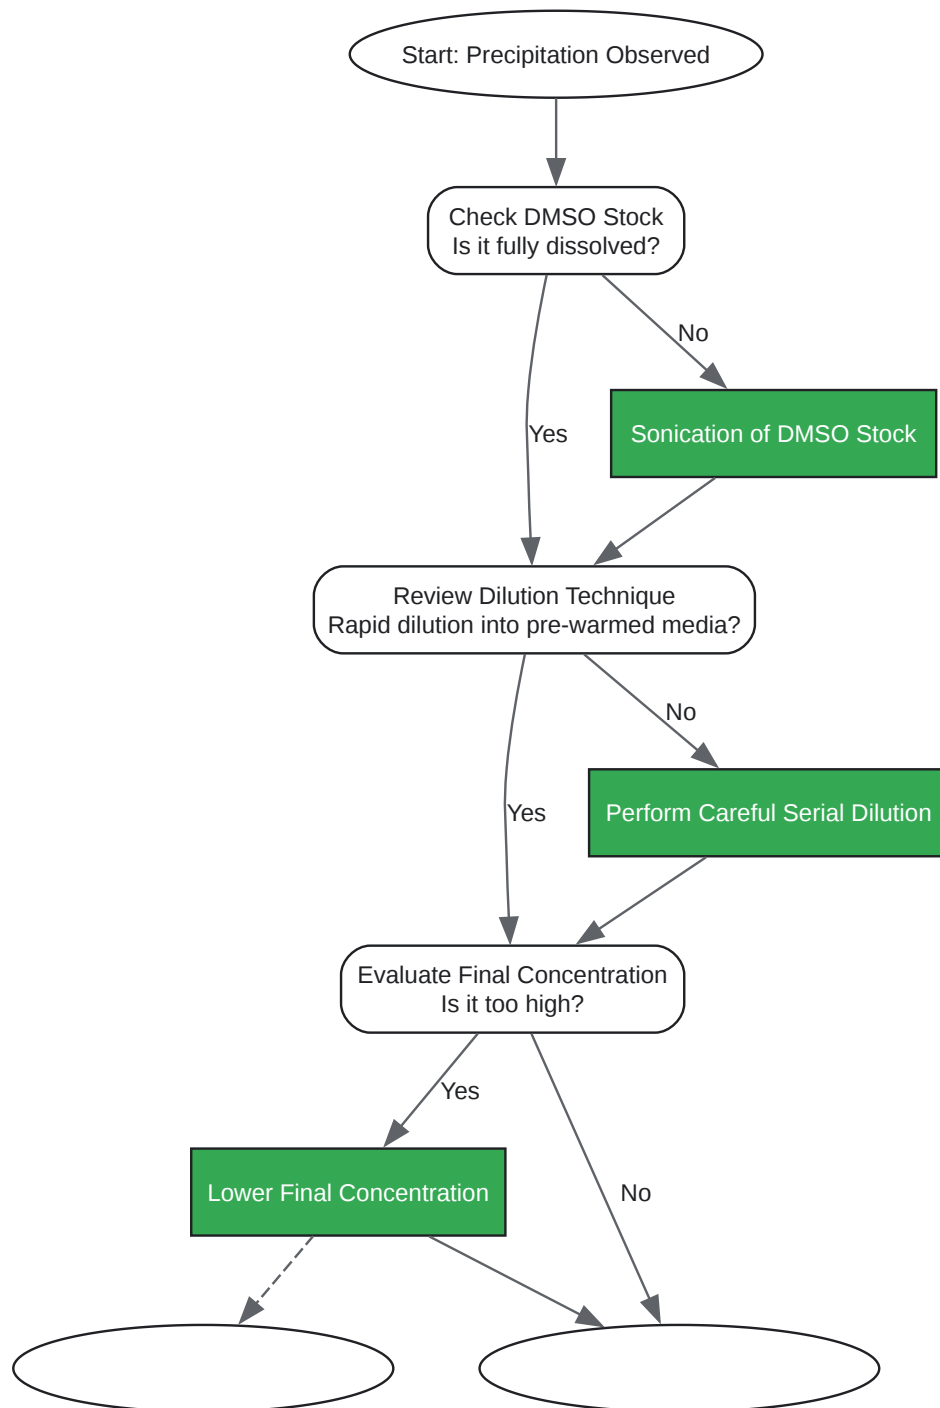 Start: Precipitation Observed
Check DMSO Stock
Is it fully dissolved?
No
Yes
Sonication of DMSO Stock
Review Dilution Technique
Rapid dilution into pre-warmed media?
No
Yes
Perform Careful Serial Dilution
Evaluate Final Concentration
Is it too high?
Yes
No
Lower Final Concentration